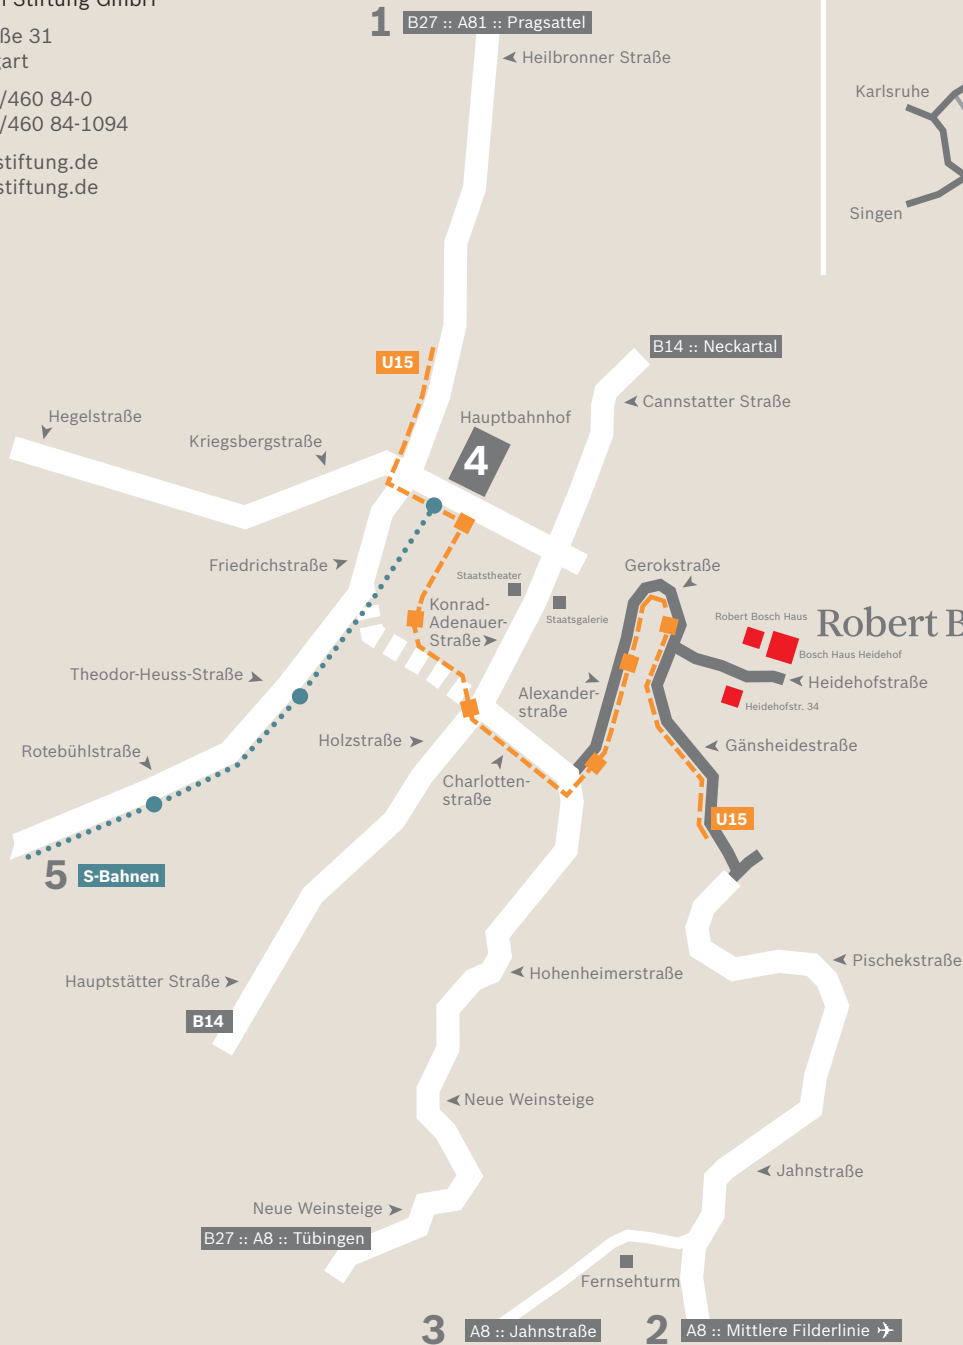 Stiftung GmbH
ße 31
art
/460 84-0
/460 84-1094
stiftung.de
stiftung.de
1 B27 :: A81 :: Pragsattel
Heilbronner Straße
Karlsruhe
Singen
B14 :: Neckartal
U15
Cannstatter Straße
Hegelstraße
Hauptbahnhof
Kriegsbergstraße
4
Friedrichstraße
Gerokstraße
Staatstheater
Staatsgalerie
Konrad-
Adenauer-
Straße
Robert Bosch Haus
Robert B
Bosch Haus Heidehof
Theodor-Heuss-Straße
Heidehofstraße
Alexander-
straße
Heidehofstr. 34
Holzstraße
Rotebühlstraße
Gänsheidestraße
Charlotten-
straße
U15
5 S-Bahnen
Pischekstraße
Hohenheimerstraße
Hauptstätter Straße
B14
Neue Weinsteige
Jahnstraße
Neue Weinsteige
B27 :: A8 :: Tübingen
Fernsehturm
3 A8 :: Jahnstraße
2 A8 :: Mittlere Filderlinie